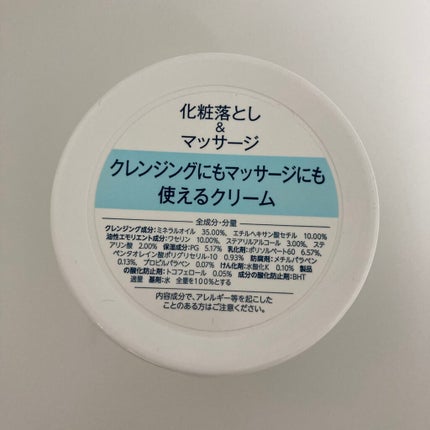 化粧落とし
&
マッサージ
クレンジングにもマッサージにも
使えるクリーム
全成分・分量
クレンジング成分:ミネラルオイル 35.00%、エチルヘキサン酸セチル 10.00%
油性エモリエント成分:ワセリン 10.00%、ステアリルアルコール 3.00%、ステ
アリン酸 2.00% 保湿成分:PG 5.17% 乳化剤:ポリソルベート60 6.57%、
ペンタオレイン酸ポリグリセリル-10 0.93% 防腐剤:メチルパラベン
0.13%、プロピルパラベン 0.07% けん化剤:水酸化K 0.10% 製品
の酸化防止剤:トコフェロール 0.05% 成分の酸化防止剤:BHT
適量 基剤:水 全量を100%とする
内容成分で、アレルギー等を起こした
ことのある方はご注意ください。